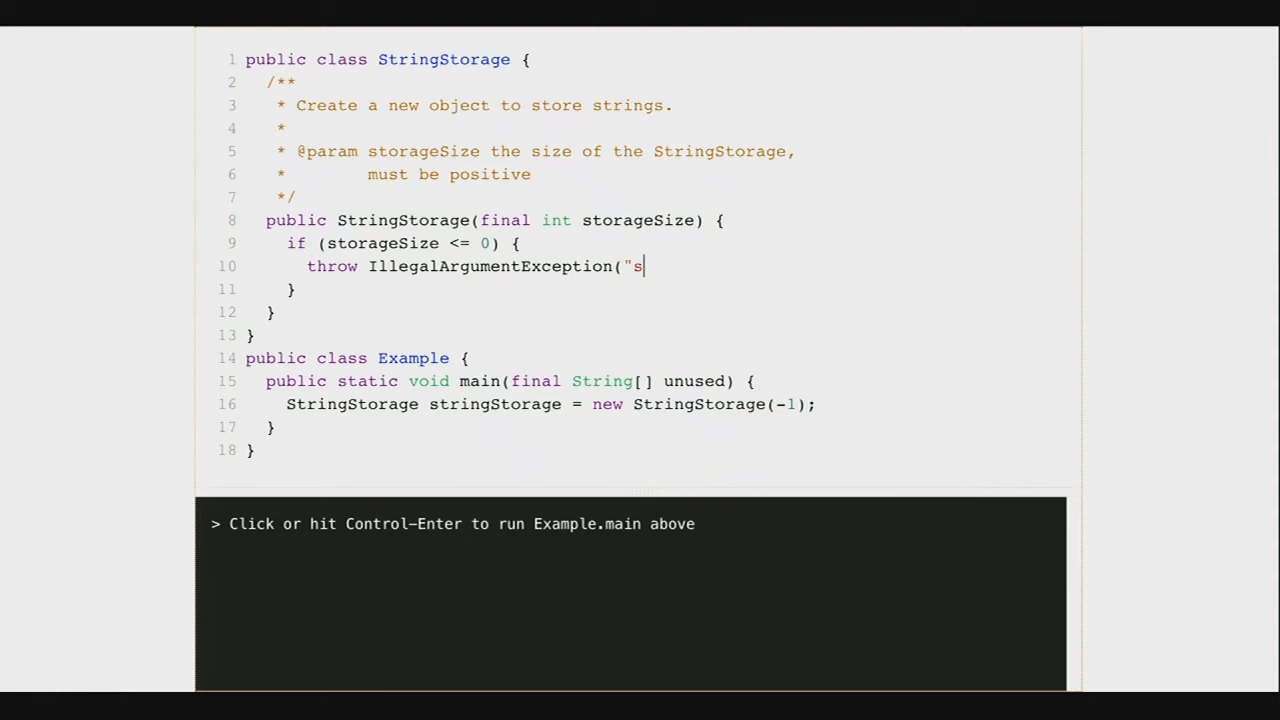 1 public class StringStorage {
2   /**
3    * Create a new object to store strings.
4    *
5    * @param storageSize the size of the StringStorage,
6    *        must be positive
7    */
8   public StringStorage(final int storageSize) {
9     if (storageSize <= 0) {
10       throw IllegalArgumentException("s
11     }
12   }
13 }
14 public class Example {
15   public static void main(final String[] unused) {
16     StringStorage stringStorage = new StringStorage(-1);
17   }
18 }
> Click or hit Control-Enter to run Example.main above